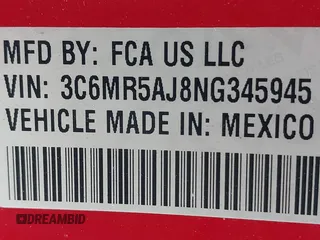 MFD BY: FCA US LLC
VIN: 3C6MR5AJ8NG345945
VEHICLE MADE IN: MEXICO
DREAMBID